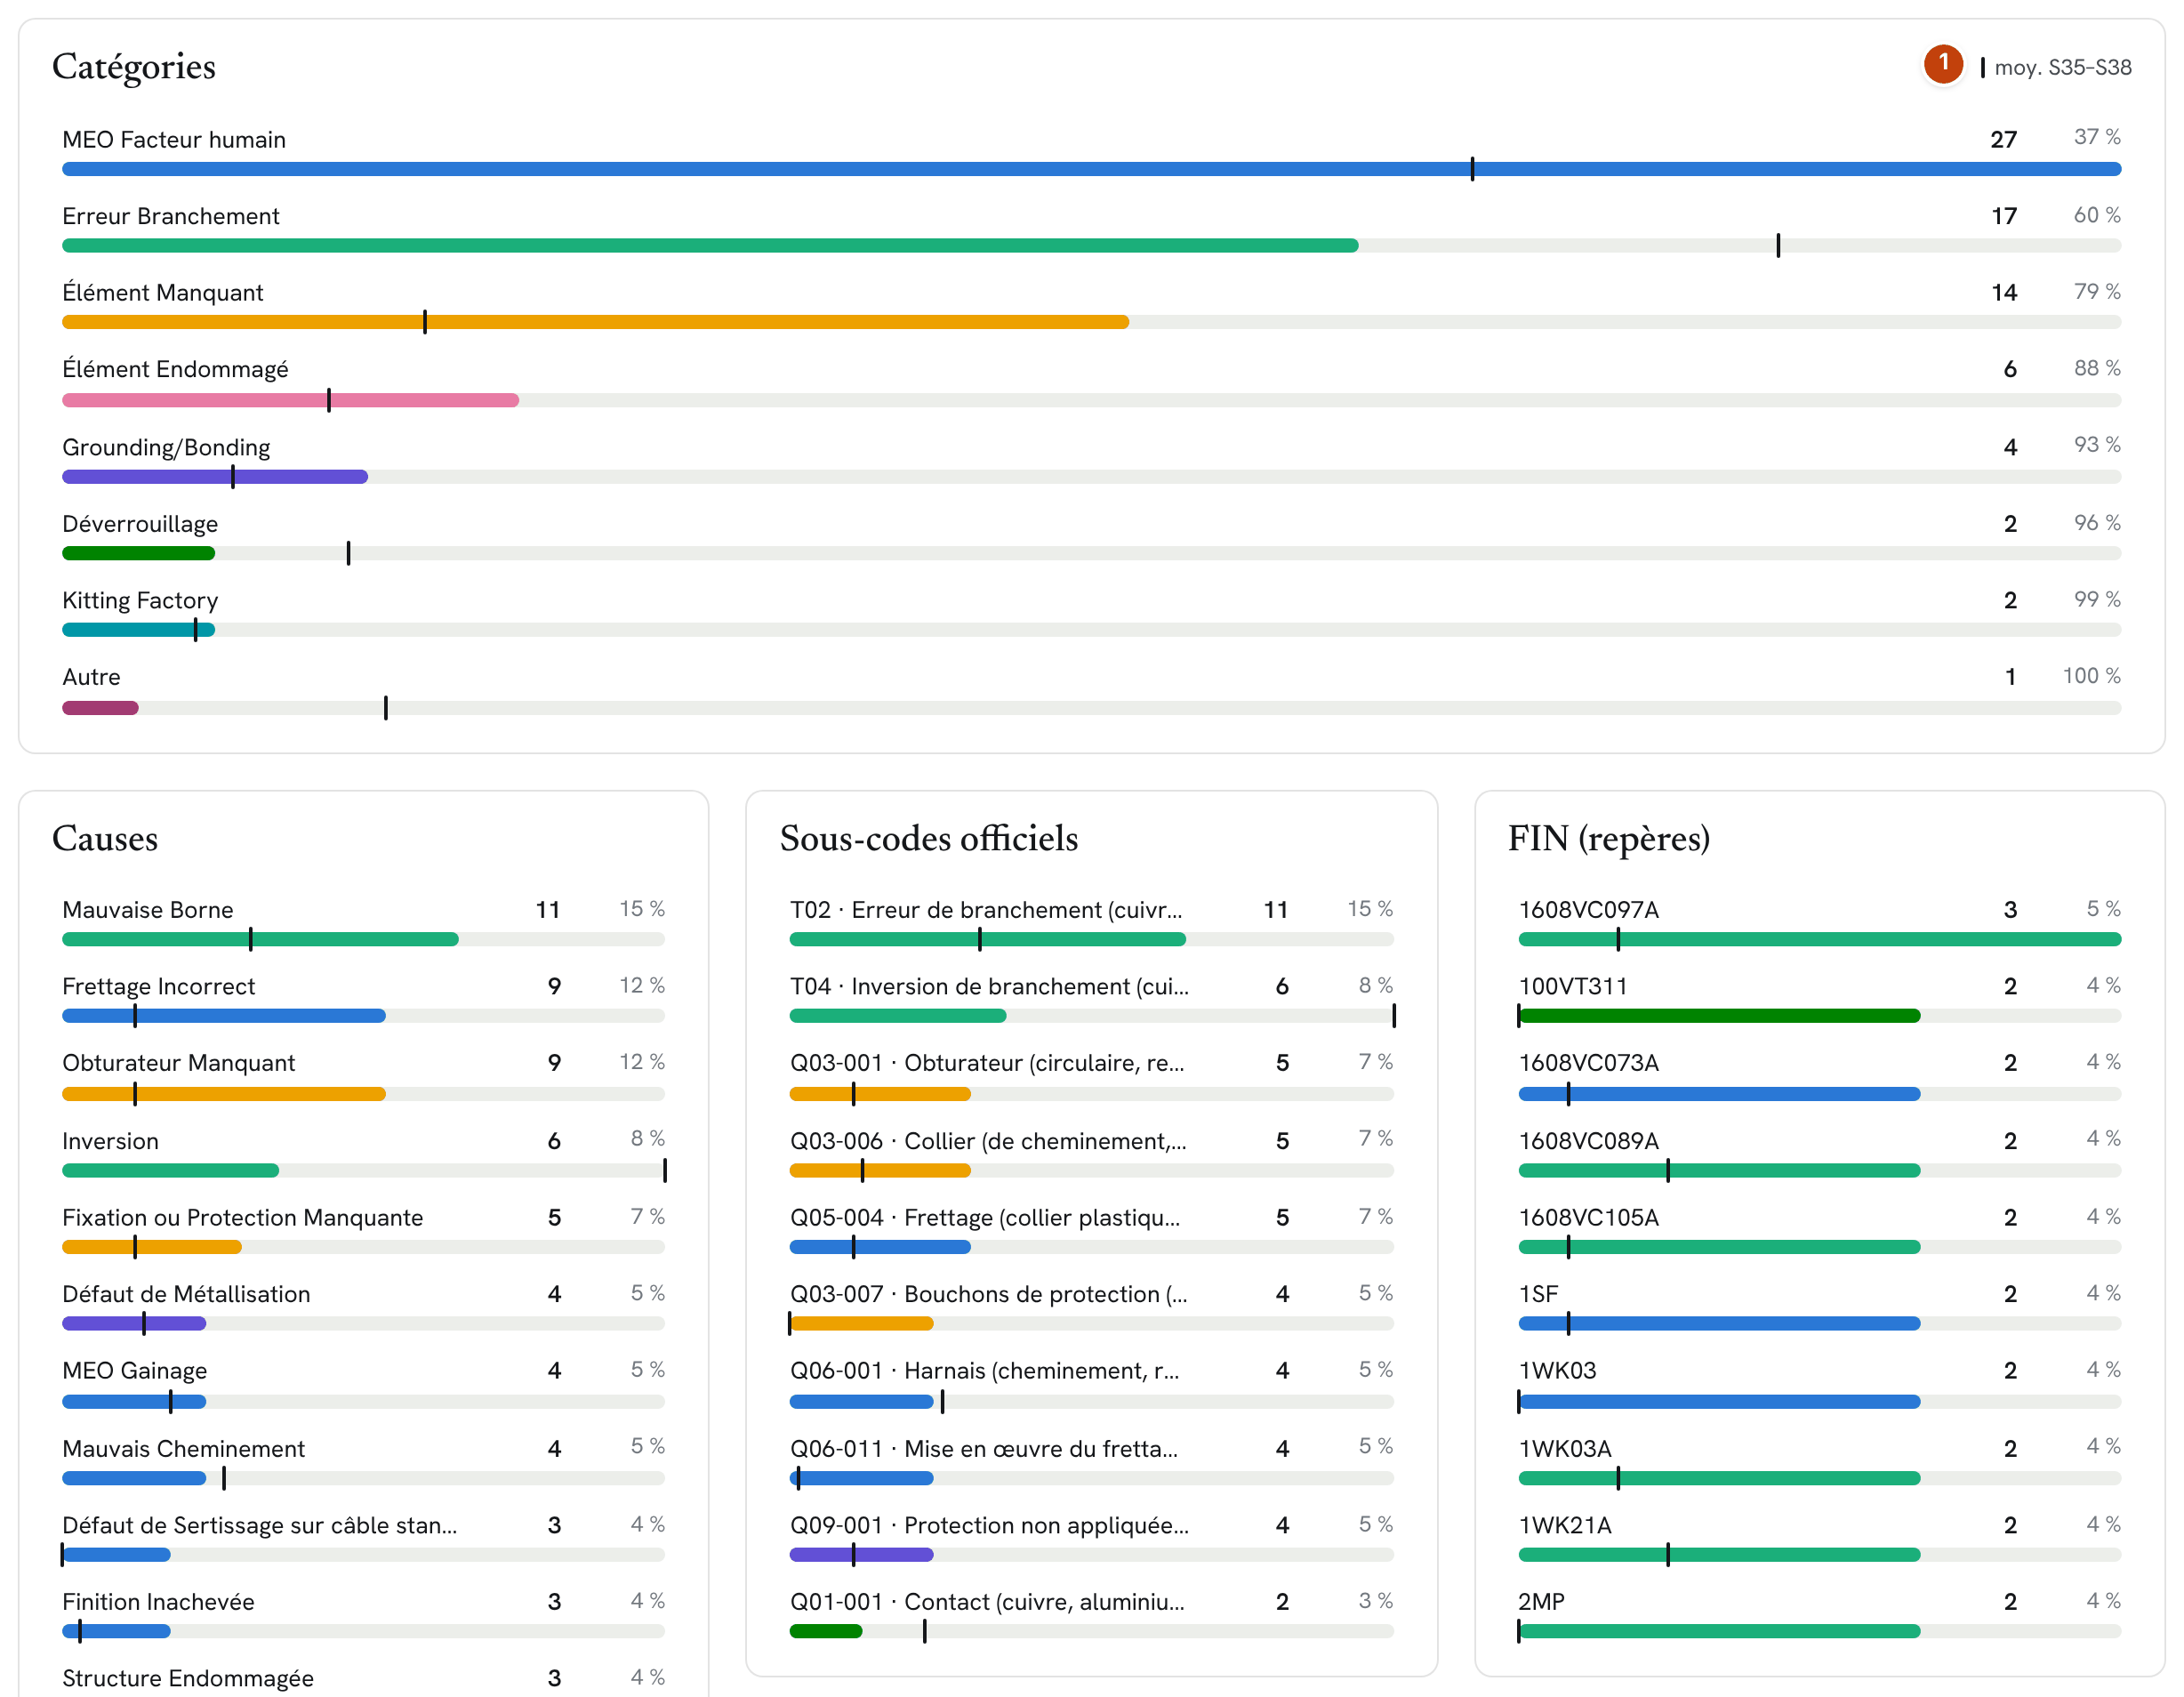 Catégories
1 moy. S35–S38
MEO Facteur humain 27 37 %
Erreur Branchement 17 60 %
Élément Manquant 14 79 %
Élément Endommagé 6 88 %
Grounding/Bonding 4 93 %
Déverrouillage 2 96 %
Kitting Factory 2 99 %
Autre 1 100 %
Causes
Mauvaise Borne 11 15 %
Frettage Incorrect 9 12 %
Obturateur Manquant 9 12 %
Inversion 6 8 %
Fixation ou Protection Manquante 5 7 %
Défaut de Métallisation 4 5 %
MEO Gainage 4 5 %
Mauvais Cheminement 4 5 %
Défaut de Sertissage sur câble stan... 3 4 %
Finition Inachevée 3 4 %
Structure Endommagée 3 4 %
Sous-codes officiels
T02 · Erreur de branchement (cuivr... 11 15 %
T04 · Inversion de branchement (cui... 6 8 %
Q03-001 · Obturateur (circulaire, re... 5 7 %
Q03-006 · Collier (de cheminement,... 5 7 %
Q05-004 · Frettage (collier plastiqu... 5 7 %
Q03-007 · Bouchons de protection (... 4 5 %
Q06-001 · Harnais (cheminement, r... 4 5 %
Q06-011 · Mise en œuvre du fretta... 4 5 %
Q09-001 · Protection non appliquée... 4 5 %
Q01-001 · Contact (cuivre, aluminiu... 2 3 %
FIN (repères)
1608VC097A 3 5 %
100VT311 2 4 %
1608VC073A 2 4 %
1608VC089A 2 4 %
1608VC105A 2 4 %
1SF 2 4 %
1WK03 2 4 %
1WK03A 2 4 %
1WK21A 2 4 %
2MP 2 4 %